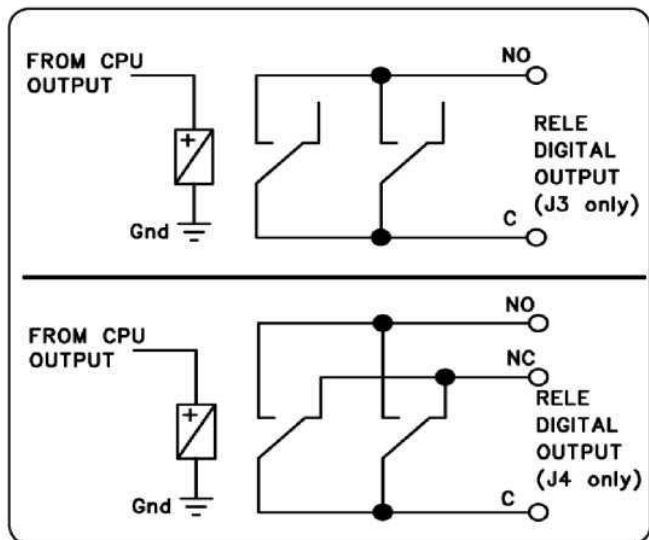 FROM CPU
OUTPUT
NO
+
RELE
DIGITAL
OUTPUT
(J3 only)
Gnd
C
FROM CPU
OUTPUT
NO
NC
+
RELE
DIGITAL
OUTPUT
(J4 only)
Gnd
C